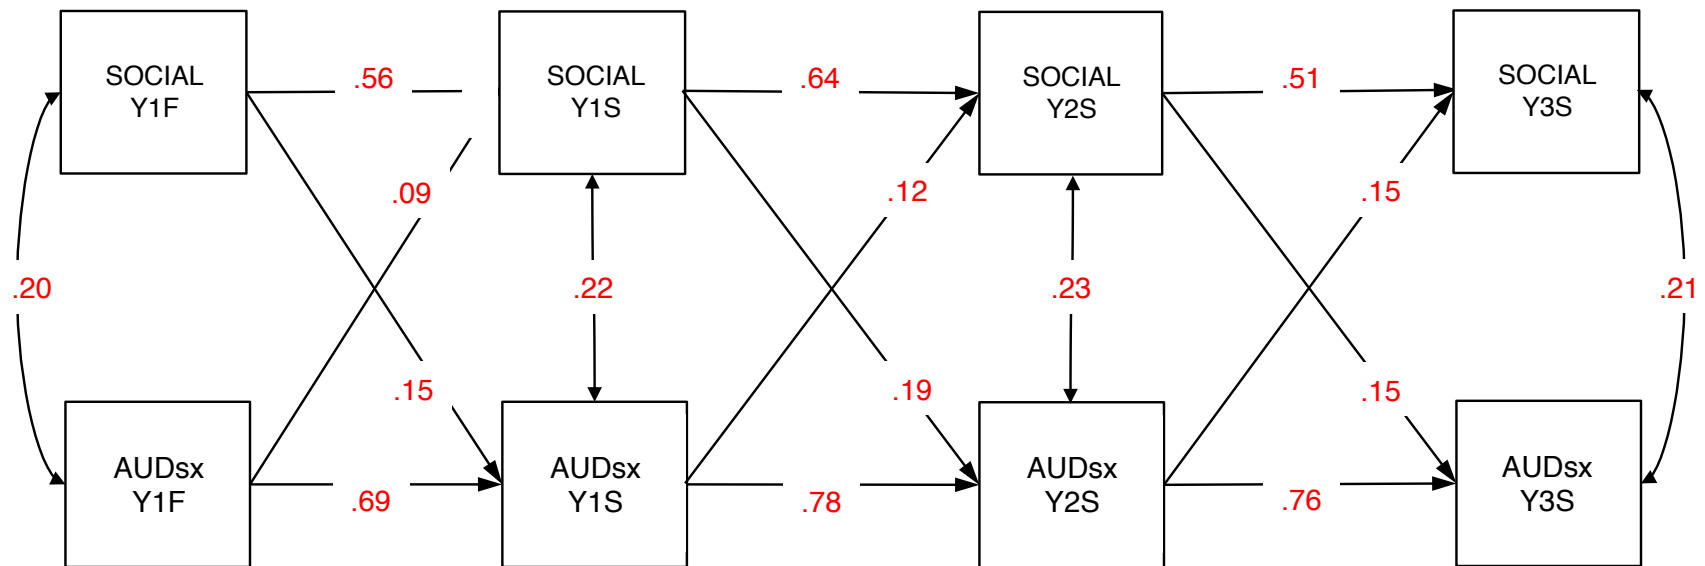 SOCIAL
Y1F
.56
SOCIAL
Y1S
.64
SOCIAL
Y2S
.51
SOCIAL
Y3S
.09
.12
.15
.20
.22
.23
.21
.15
.19
.15
AUDsx
Y1F
.69
AUDsx
Y1S
.78
AUDsx
Y2S
.76
AUDsx
Y3S